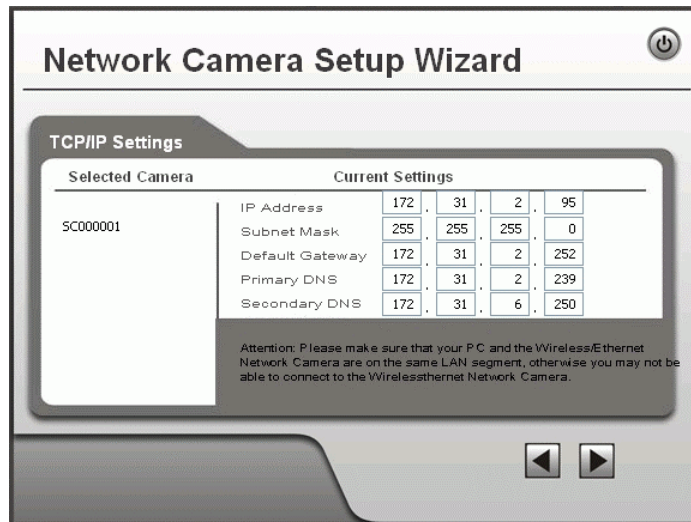 Network Camera Setup Wizard
TCP/IP Settings
Selected Camera
Current Settings
SC000001
IP Address 172 . 31 . 2 . 95
Subnet Mask 255 . 255 . 255 . 0
Default Gateway 172 . 31 . 2 . 252
Primary DNS 172 . 31 . 2 . 239
Secondary DNS 172 . 31 . 6 . 250
Attention: Please make sure that your PC and the Wireless/Ethernet
Network Camera are on the same LAN segment, otherwise you may not be
able to connect to the Wirelessthernet Network Camera.